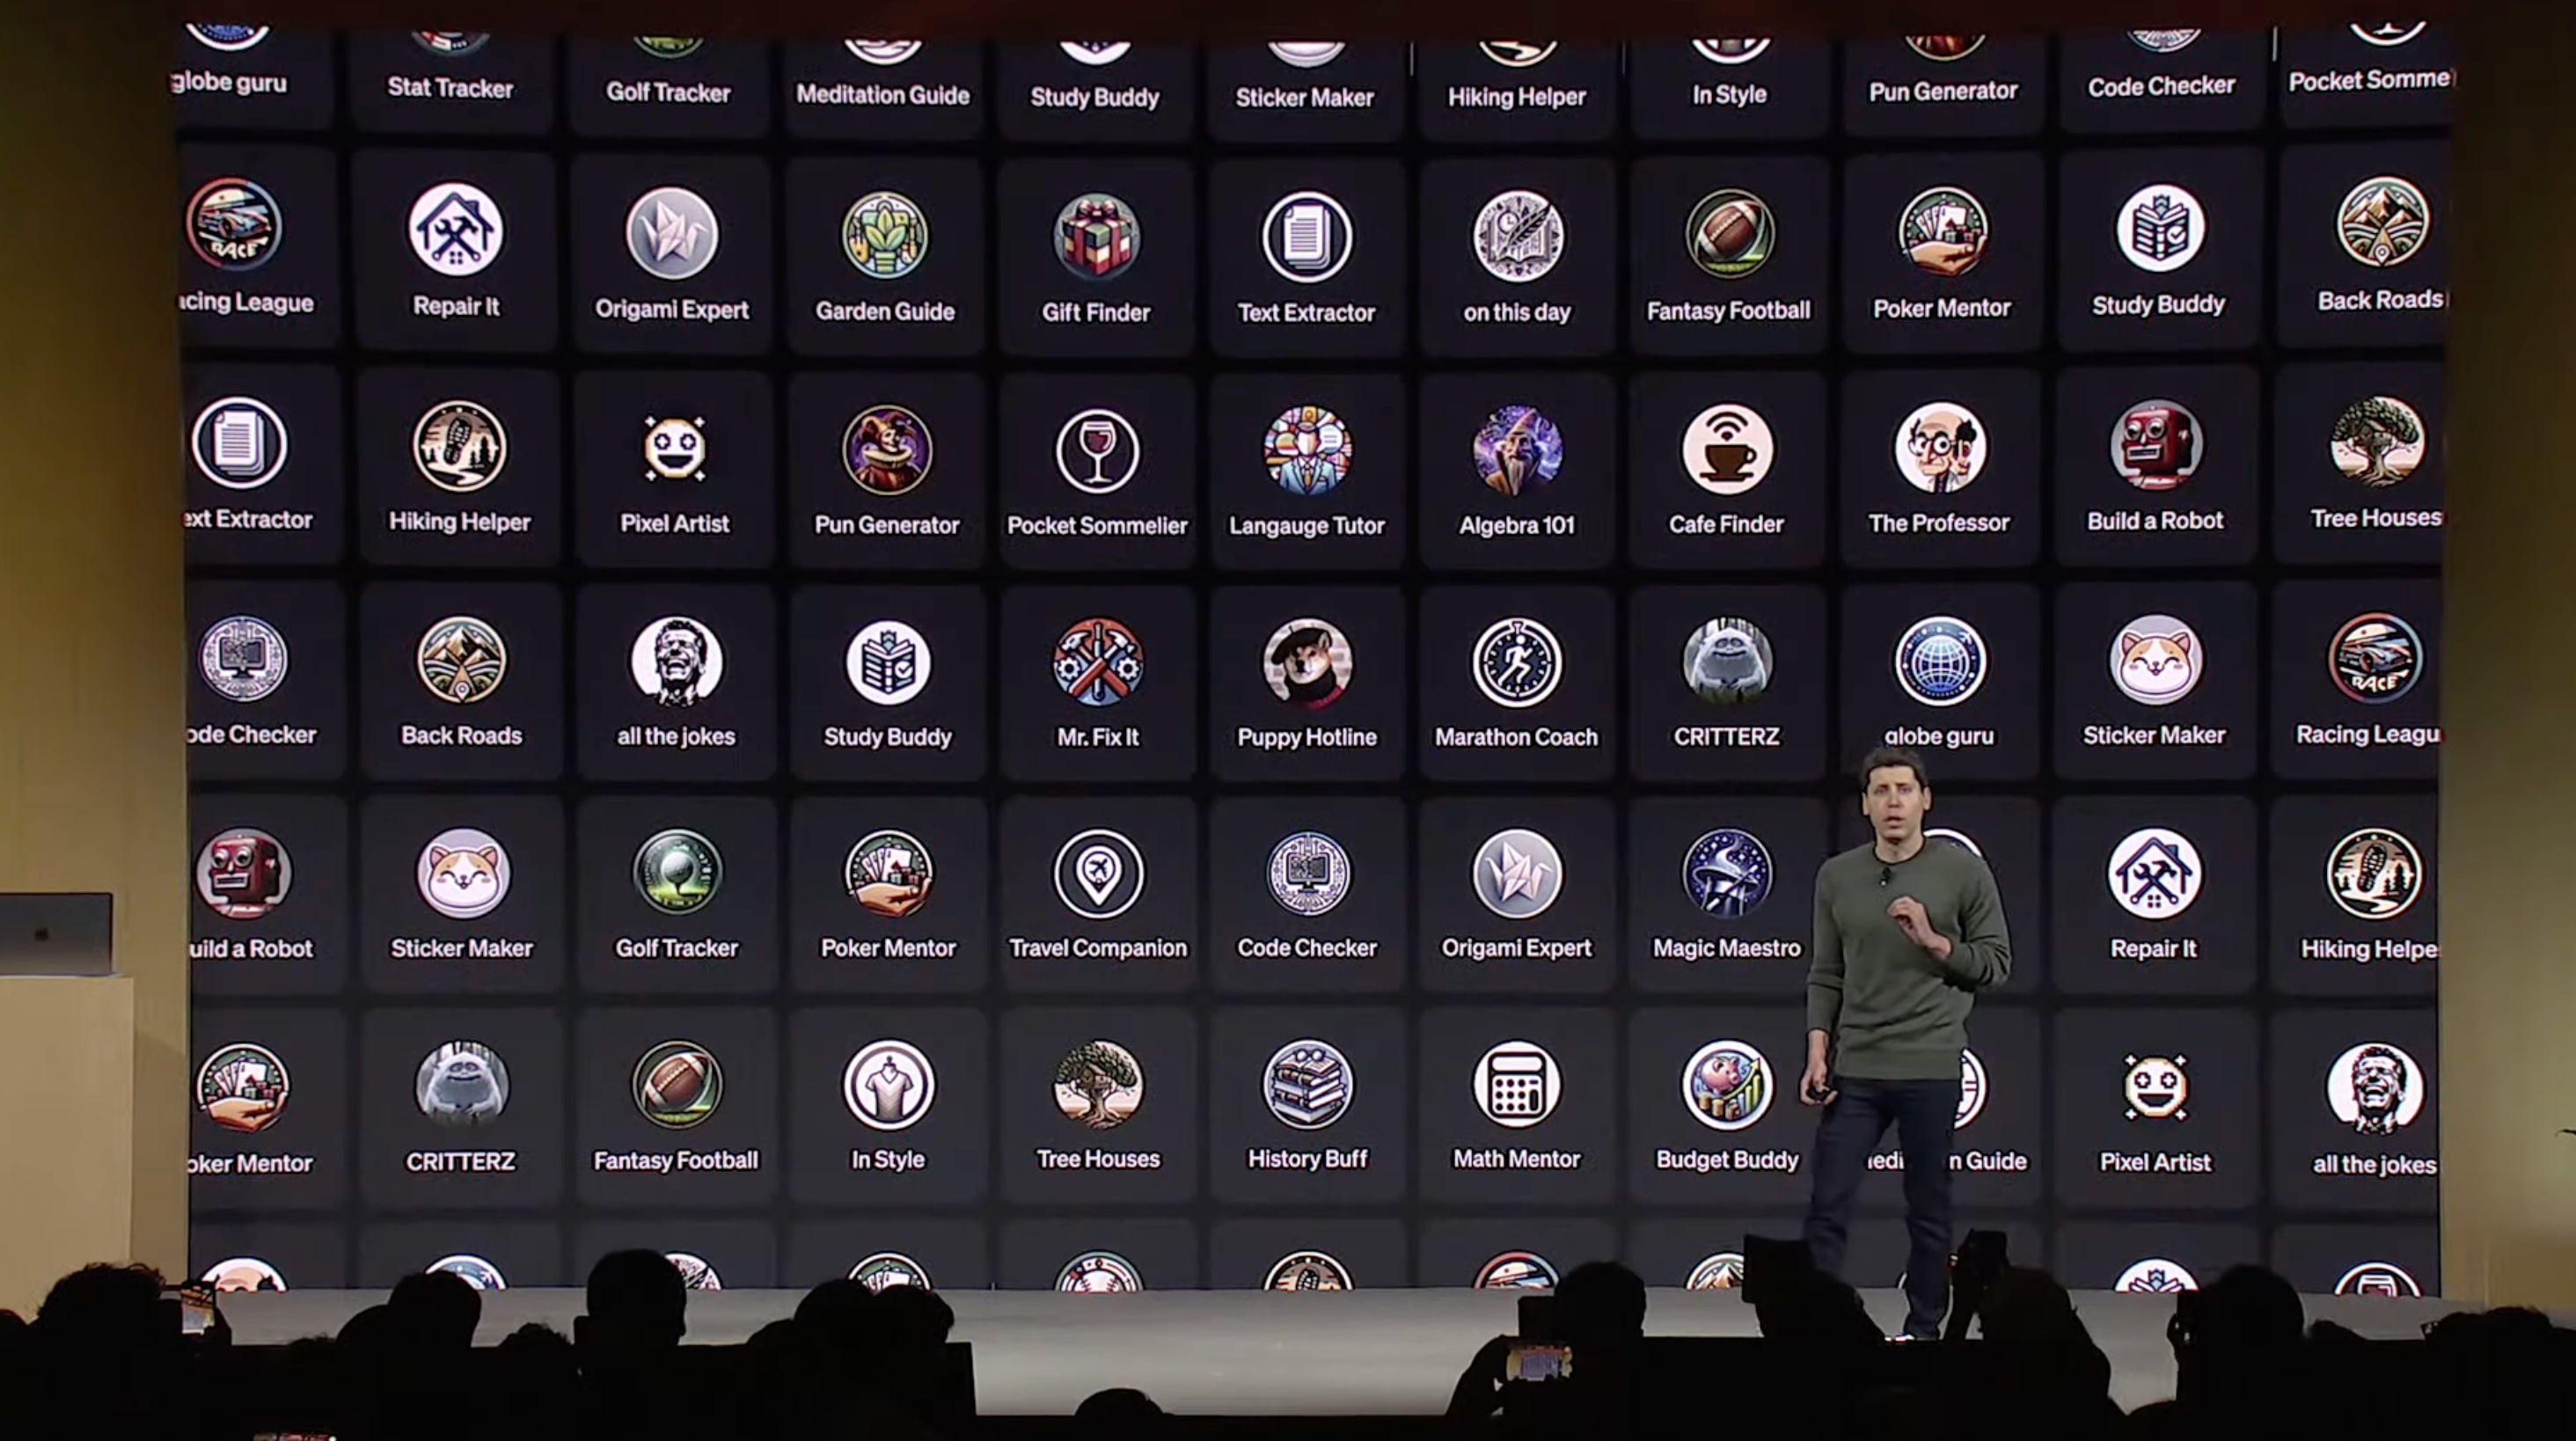 globe guru
Stat Tracker
Golf Tracker
Meditation Guide
Study Buddy
Sticker Maker
Hiking Helper
In Style
Pun Generator
Code Checker
Pocket Somme
RACE
acing League
Repair It
Origami Expert
Garden Guide
Gift Finder
Text Extractor
on this day
Fantasy Football
Poker Mentor
Study Buddy
Back Roads
ext Extractor
Hiking Helper
Pixel Artist
Pun Generator
Pocket Sommelier
Langauge Tutor
Algebra 101
Cafe Finder
The Professor
Build a Robot
Tree Houses
ode Checker
Back Roads
all the jokes
Study Buddy
Mr. Fix It
Puppy Hotline
Marathon Coach
CRITTERZ
globe guru
Sticker Maker
RACE
Racing Leagu
uild a Robot
Sticker Maker
Golf Tracker
Poker Mentor
Travel Companion
Code Checker
Origami Expert
Magic Maestro
Repair It
Hiking Helpe
oker Mentor
CRITTERZ
Fantasy Football
In Style
Tree Houses
History Buff
Math Mentor
Budget Buddy
edi n Guide
Pixel Artist
all the jokes